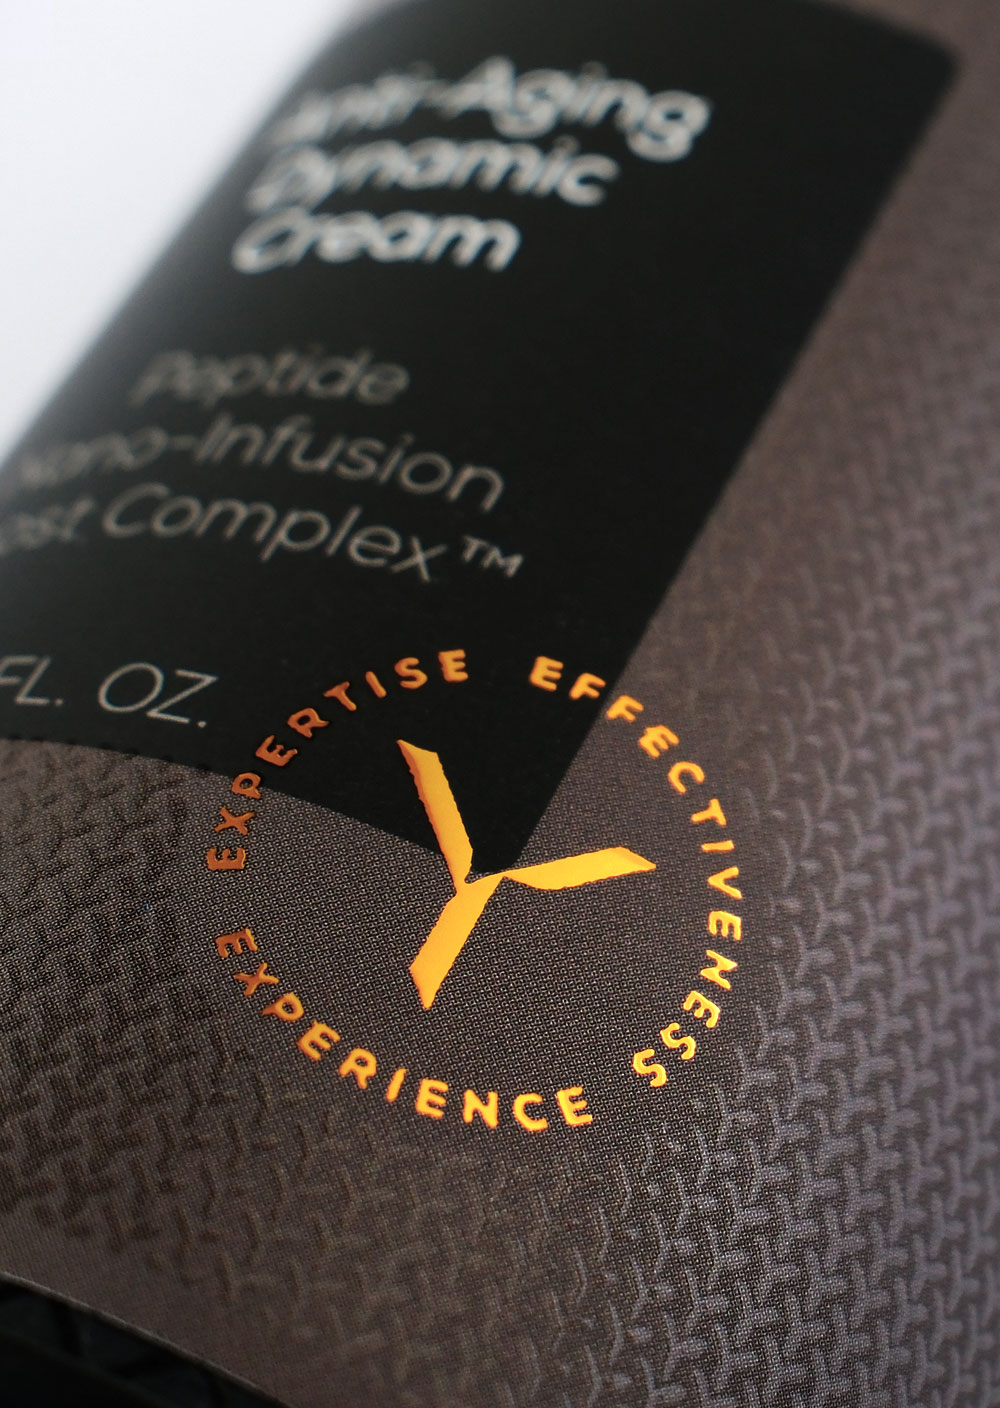 Anti-Aging
Dynamic
Cream
Peptide
Nano-Infusion
Complex™
FL. OZ.
EXPERTISE EFFECTIVENESS EXPERIENCE